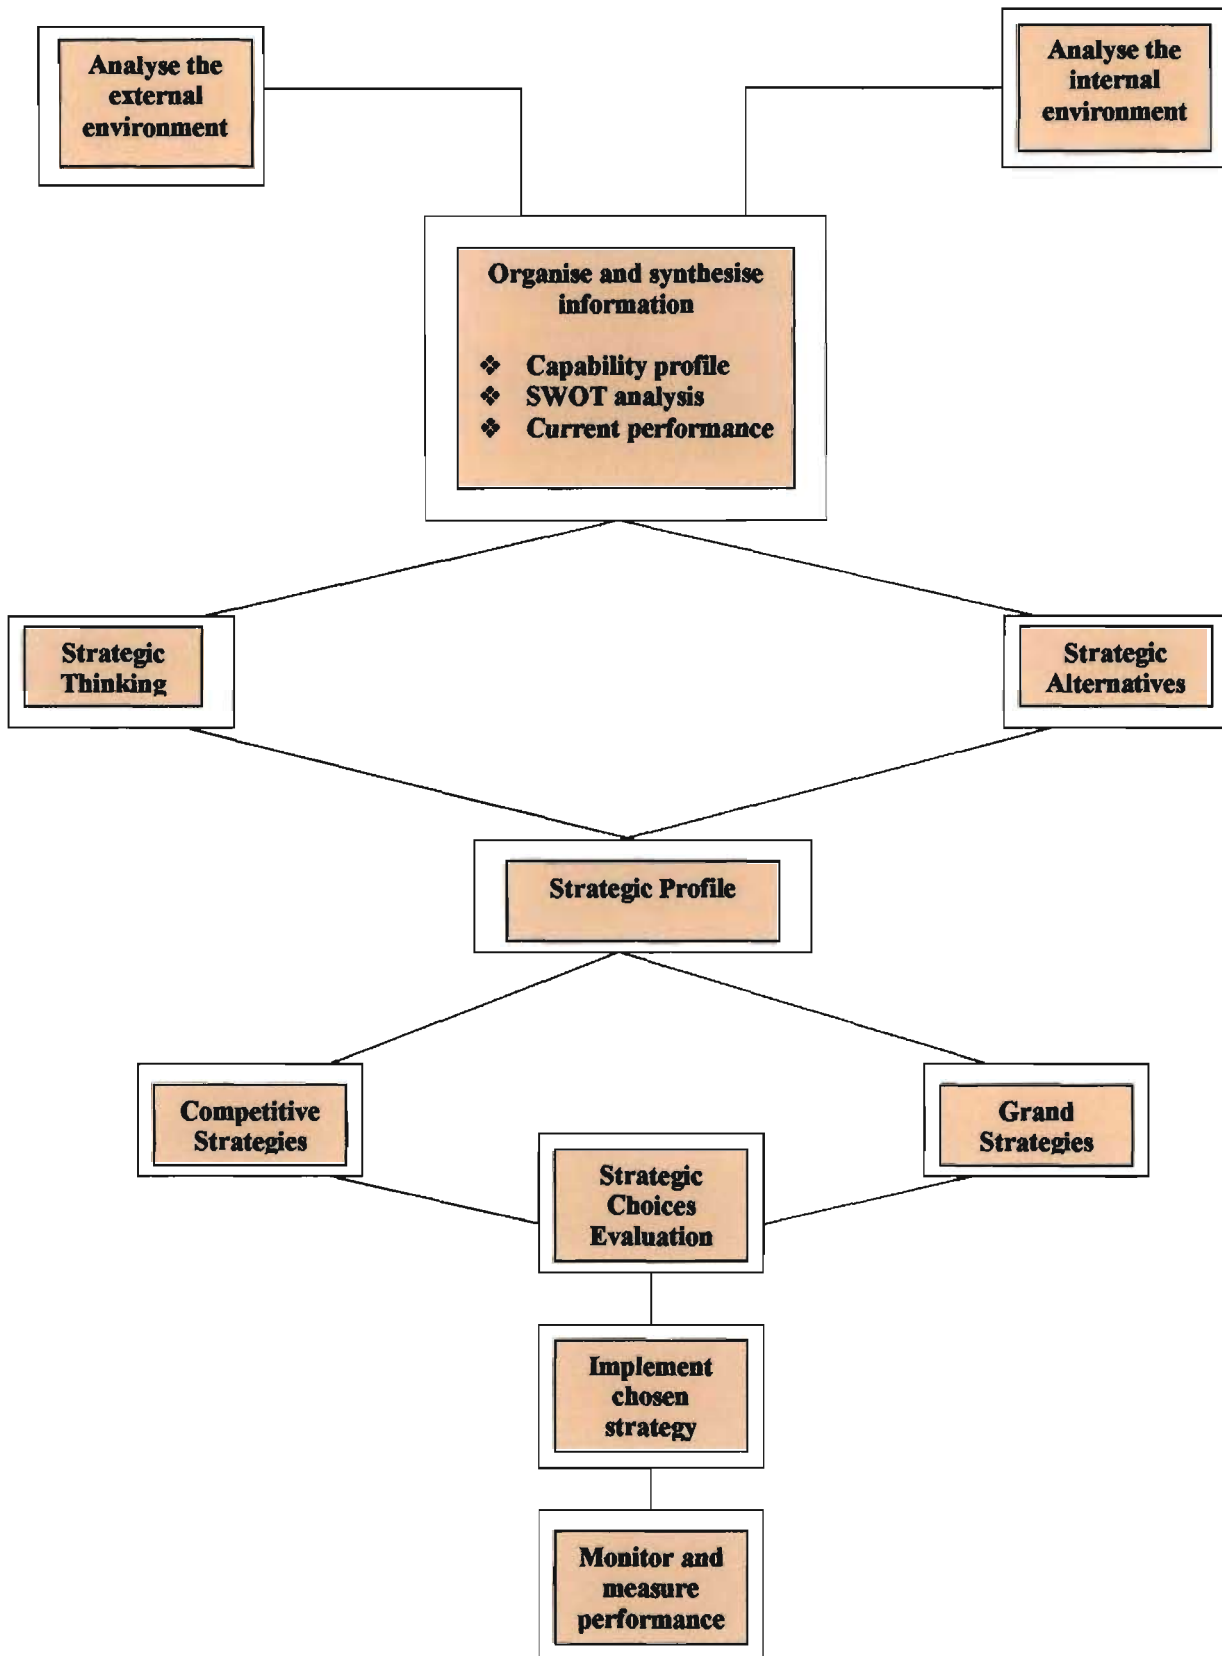 Analyse the
external
environment
Analyse the
internal
environment
Organise and synthesise
information
❖ Capability profile
❖ SWOT analysis
❖ Current performance
Strategic
Thinking
Strategic
Alternatives
Strategic Profile
Competitive
Strategies
Grand
Strategies
Strategic
Choices
Evaluation
Implement
chosen
strategy
Monitor and
measure
performance